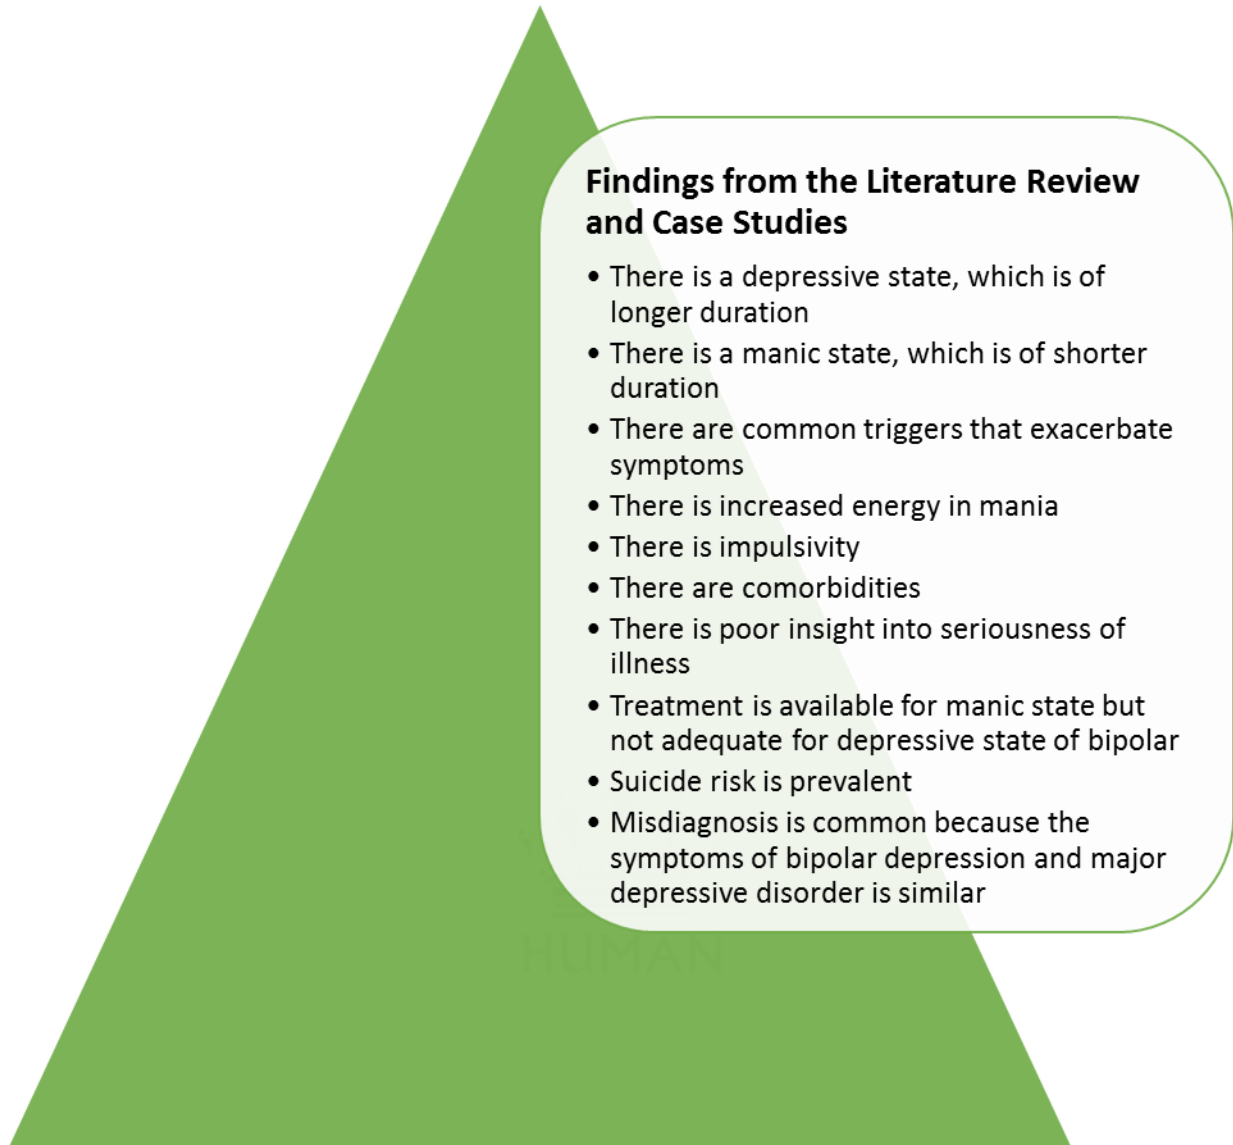 Findings from the Literature Review
and Case Studies
• There is a depressive state, which is of
longer duration
• There is a manic state, which is of shorter
duration
• There are common triggers that exacerbate
symptoms
• There is increased energy in mania
• There is impulsivity
• There are comorbidities
• There is poor insight into seriousness of
illness
• Treatment is available for manic state but
not adequate for depressive state of bipolar
• Suicide risk is prevalent
• Misdiagnosis is common because the
symptoms of bipolar depression and major
depressive disorder is similar
HUMAN